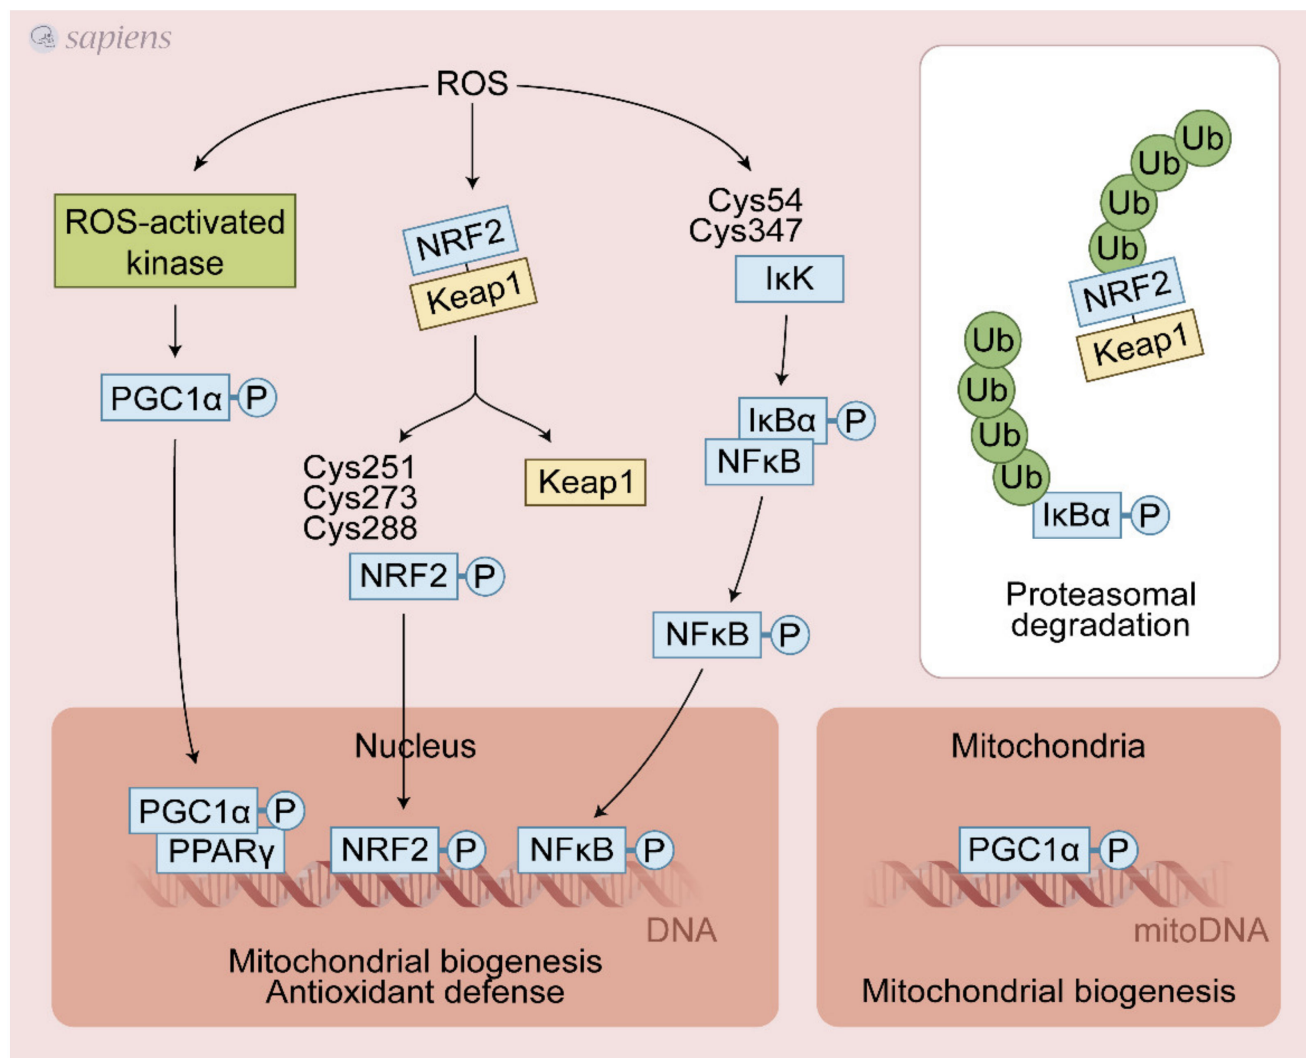 sapiens
ROS
ROS-activated
kinase
PGC1α
P
NRF2
Keap1
Cys251
Cys273
Cys288
NRF2
P
Keap1
Cys54
Cys347
IκK
IκBα
P
NFκB
NFκB
P
Nucleus
PGC1α
P
PPARγ
NRF2
P
NFκB
P
DNA
Mitochondrial biogenesis
Antioxidant defense
Ub
Ub
Ub
Ub
NRF2
Keap1
Ub
Ub
Ub
Ub
IκBα
P
Proteasomal
degradation
Mitochondria
PGC1α
P
mitoDNA
Mitochondrial biogenesis